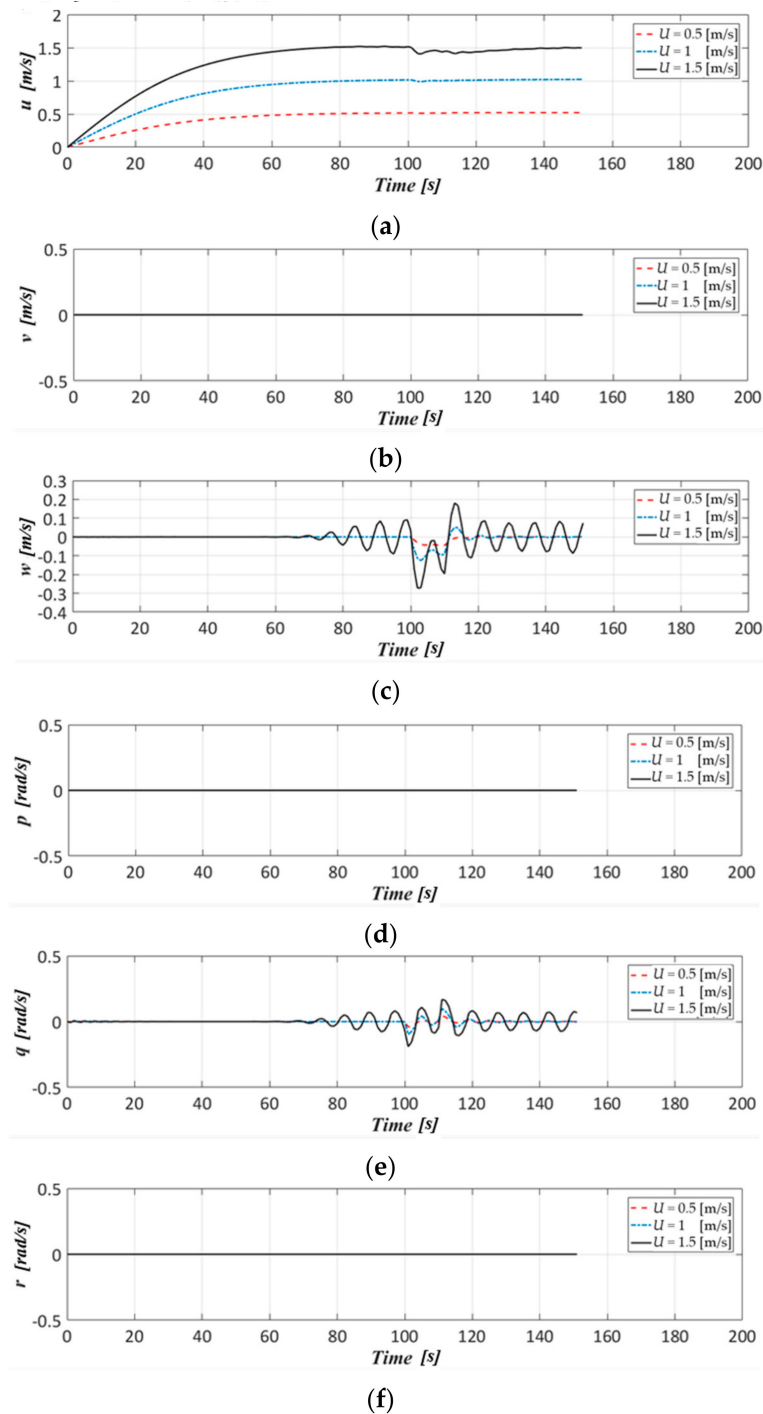 2
1.5
1
0.5
0
u [m/s]
U = 0.5 [m/s]
U = 1 [m/s]
U = 1.5 [m/s]
0 20 40 60 80 100 120 140 160 180 200
Time [s]
(a)
0.5
0
-0.5
v [m/s]
U = 0.5 [m/s]
U = 1 [m/s]
U = 1.5 [m/s]
0 20 40 60 80 100 120 140 160 180 200
Time [s]
(b)
0.3
0.2
0.1
0
-0.1
-0.2
-0.3
-0.4
w [m/s]
U = 0.5 [m/s]
U = 1 [m/s]
U = 1.5 [m/s]
0 20 40 60 80 100 120 140 160 180 200
Time [s]
(c)
0.5
0
-0.5
p [rad/s]
U = 0.5 [m/s]
U = 1 [m/s]
U = 1.5 [m/s]
0 20 40 60 80 100 120 140 160 180 200
Time [s]
(d)
0.5
0
-0.5
q [rad/s]
U = 0.5 [m/s]
U = 1 [m/s]
U = 1.5 [m/s]
0 20 40 60 80 100 120 140 160 180 200
Time [s]
(e)
0.5
0
-0.5
r [rad/s]
U = 0.5 [m/s]
U = 1 [m/s]
U = 1.5 [m/s]
0 20 40 60 80 100 120 140 160 180 200
Time [s]
(f)